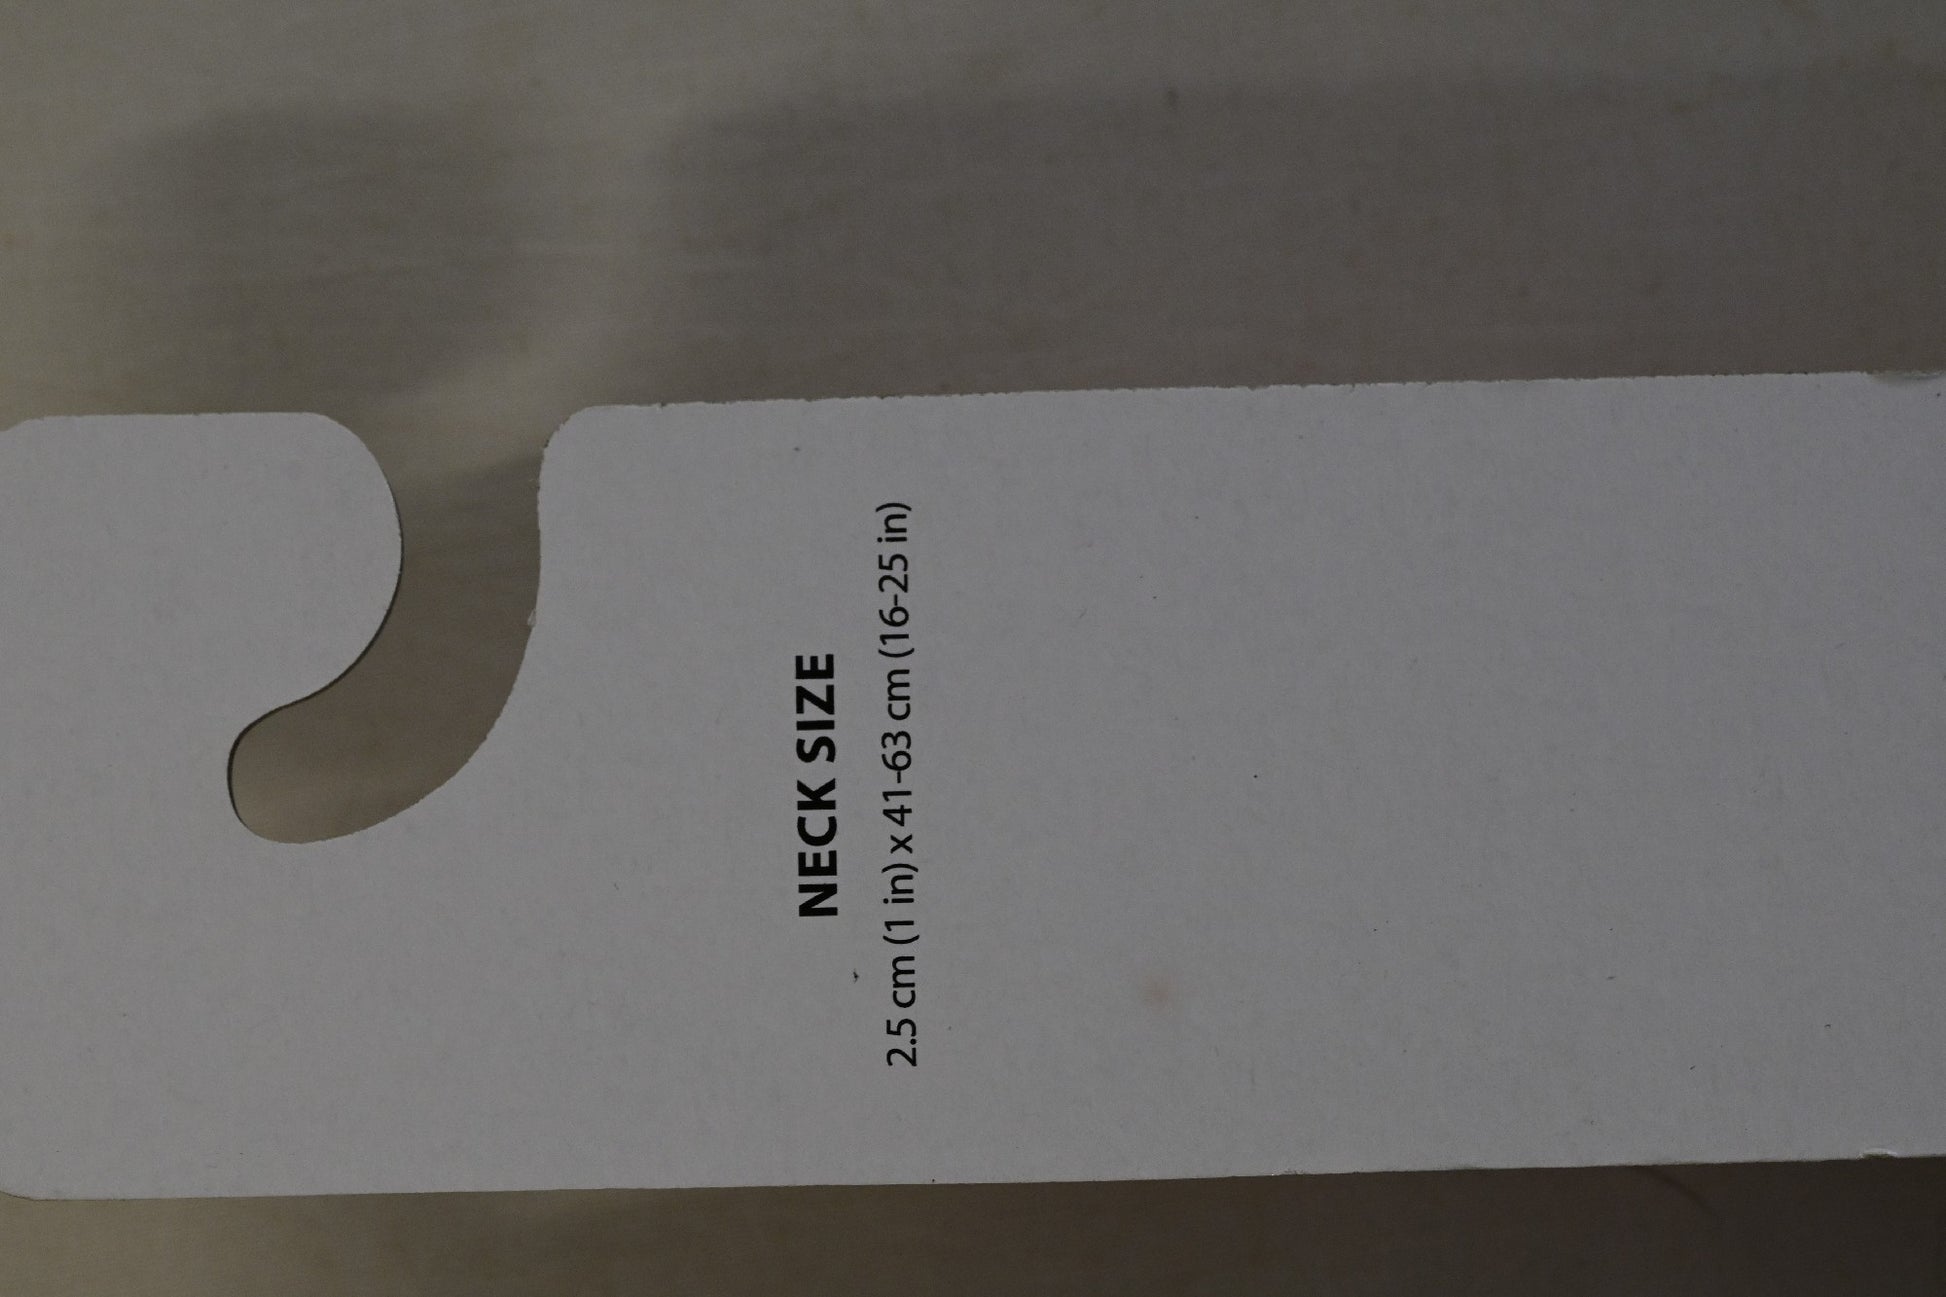 NECK SIZE
2.5 cm (1 in) x 41-63 cm (16-25 in)